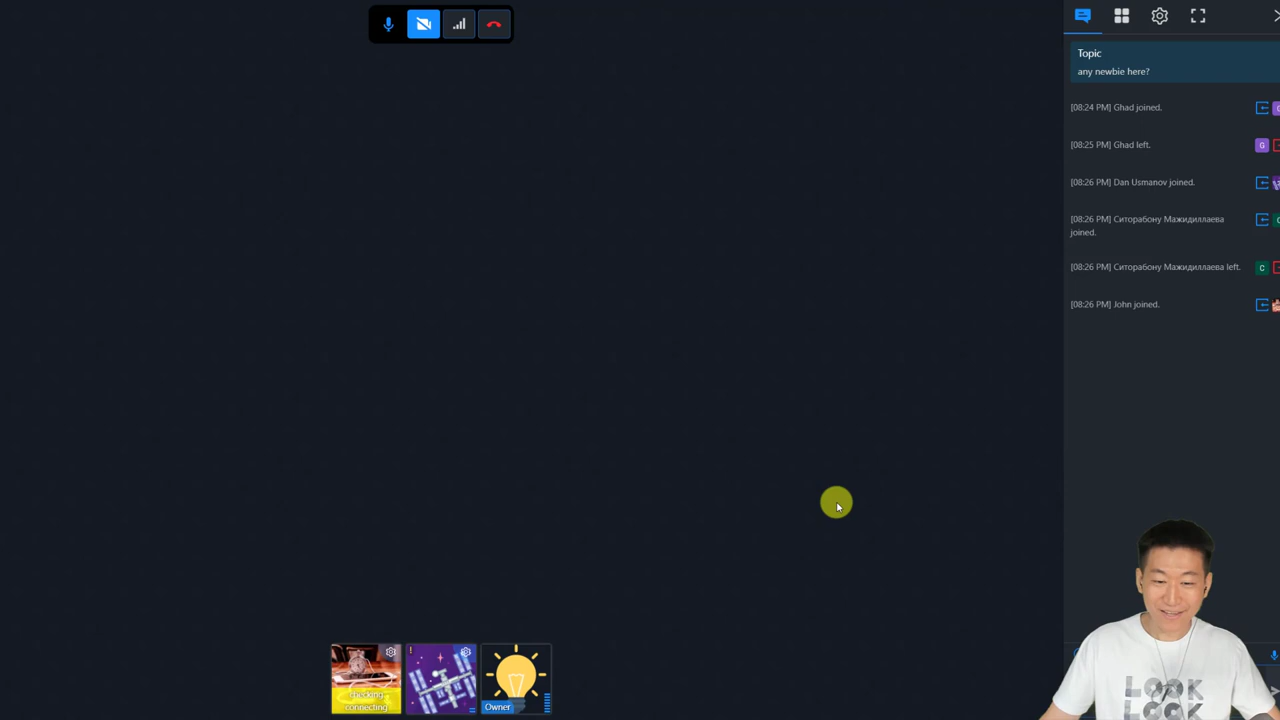 Topic
any newbie here?
[08:24 PM] Ghad joined.
[08:25 PM] Ghad left.
G
[08:26 PM] Dan Usmanov joined.
[08:26 PM] Ситорабону Мажидиллаева
joined.
[08:26 PM] Ситорабону Мажидиллаева left.
C
[08:26 PM] John joined.
checking
connecting
!
Owner
LOOK
LOOK